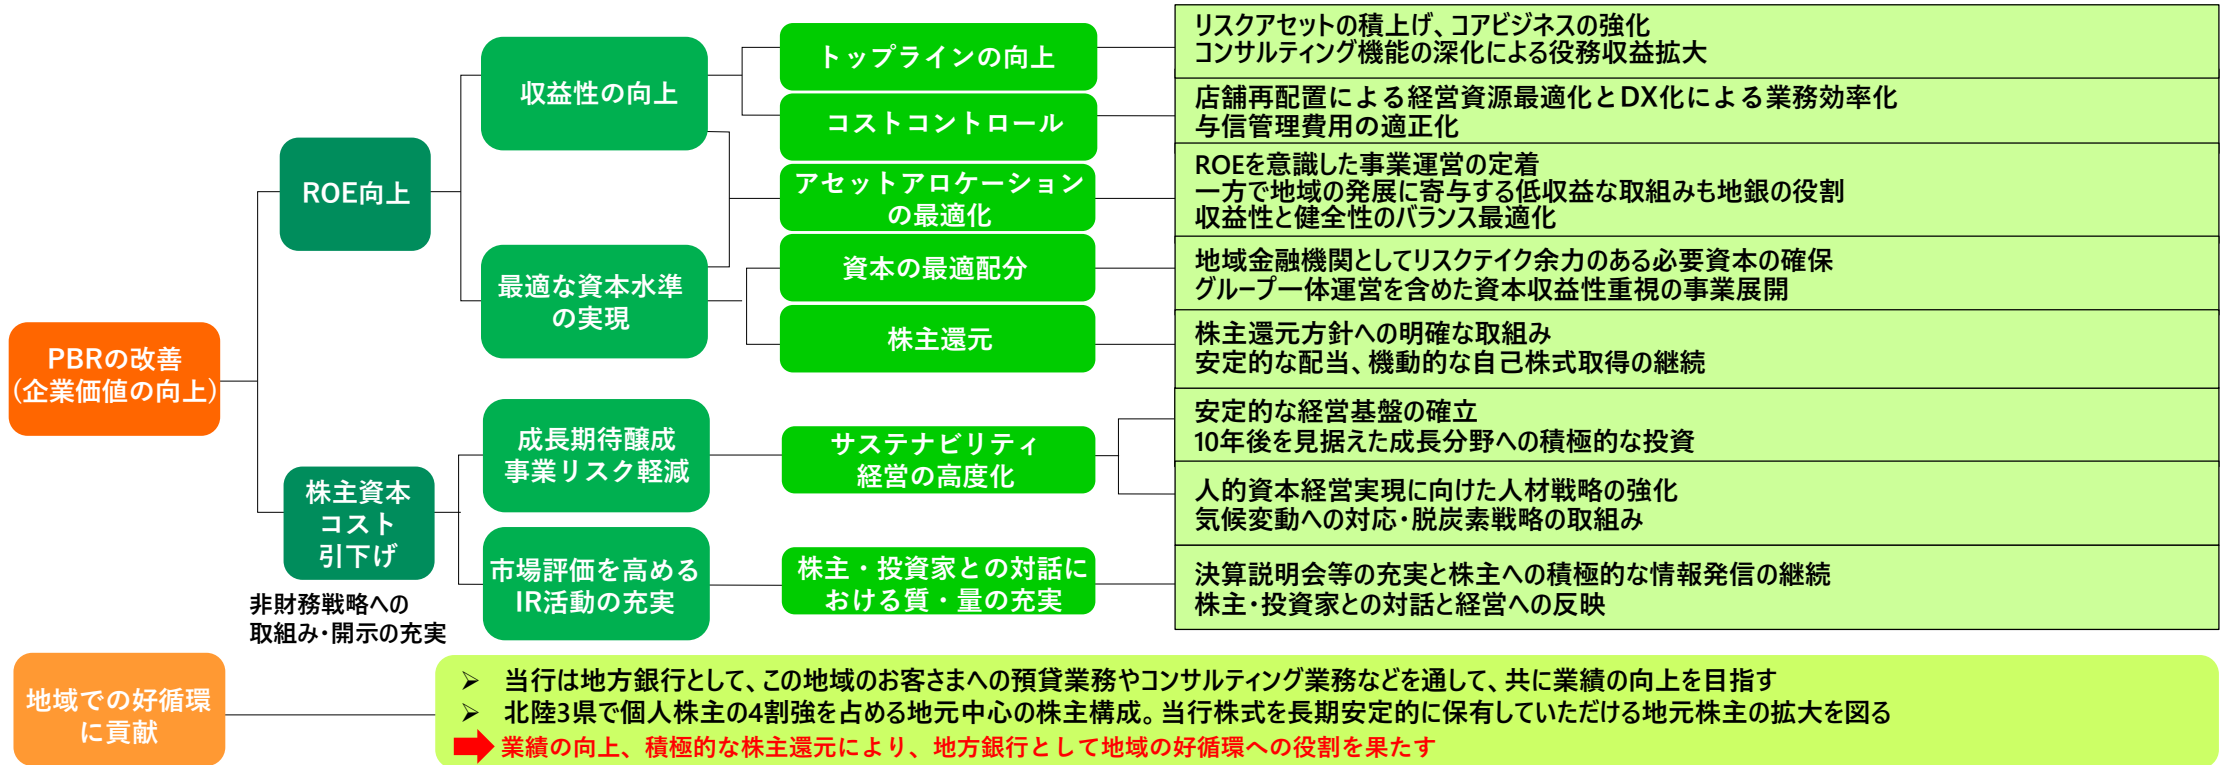 PBRの改善
(企業価値の向上)
ROE向上
株主資本
コスト
引下げ
非財務戦略への
取組み・開示の充実
収益性の向上
最適な資本水準
の実現
成長期待醸成
事業リスク軽減
市場評価を高める
IR活動の充実
トップラインの向上
コストコントロール
アセットアロケーション
の最適化
資本の最適配分
株主還元
サステナビリティ
経営の高度化
株主・投資家との対話に
おける質・量の充実
リスクアセットの積上げ、コアビジネスの強化
コンサルティング機能の深化による役務収益拡大
店舗再配置による経営資源最適化とDX化による業務効率化
与信管理費用の適正化
ROEを意識した事業運営の定着
一方で地域の発展に寄与する低収益な取組みも地銀の役割
収益性と健全性のバランス最適化
地域金融機関としてリスクテイク余力のある必要資本の確保
グループ一体運営を含めた資本収益性重視の事業展開
株主還元方針への明確な取組み
安定的な配当、機動的な自己株式取得の継続
安定的な経営基盤の確立
10年後を見据えた成長分野への積極的な投資
人的資本経営実現に向けた人材戦略の強化
気候変動への対応・脱炭素戦略の取組み
決算説明会等の充実と株主への積極的な情報発信の継続
株主・投資家との対話と経営への反映
地域での好循環
に貢献
➢ 当行は地方銀行として、この地域のお客さまへの預貸業務やコンサルティング業務などを通して、共に業績の向上を目指す
➢ 北陸3県で個人株主の4割強を占める地元中心の株主構成。当行株式を長期安定的に保有していただける地元株主の拡大を図る
業績の向上、積極的な株主還元により、地方銀行として地域の好循環への役割を果たす